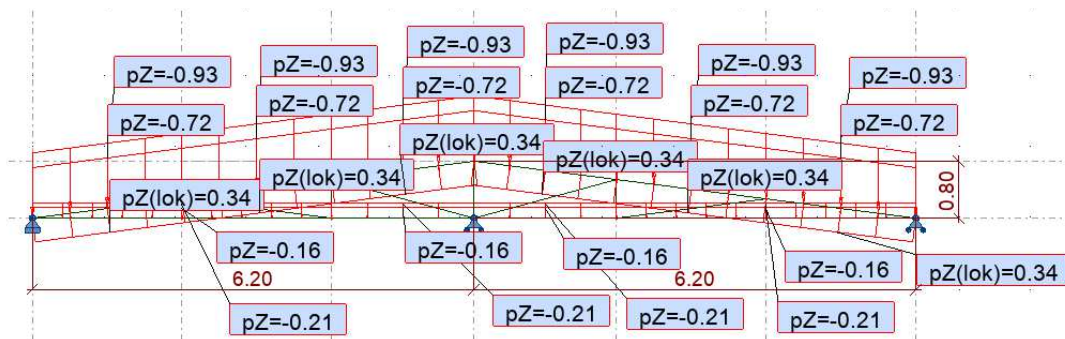 pZ=-0.93 pZ=-0.93 pZ=-0.93 pZ=-0.93 pZ=-0.93 pZ=-0.93
pZ=-0.72 pZ=-0.72 pZ=-0.72 pZ=-0.72 pZ=-0.72 pZ=-0.72
pZ(lok)=0.34 pZ(lok)=0.34 pZ(lok)=0.34 pZ(lok)=0.34 pZ(lok)=0.34
0.80
pZ=-0.16 pZ=-0.16 pZ=-0.16 pZ=-0.16 pZ(lok)=0.34
6.20 6.20
pZ=-0.21 pZ=-0.21 pZ=-0.21 pZ=-0.21